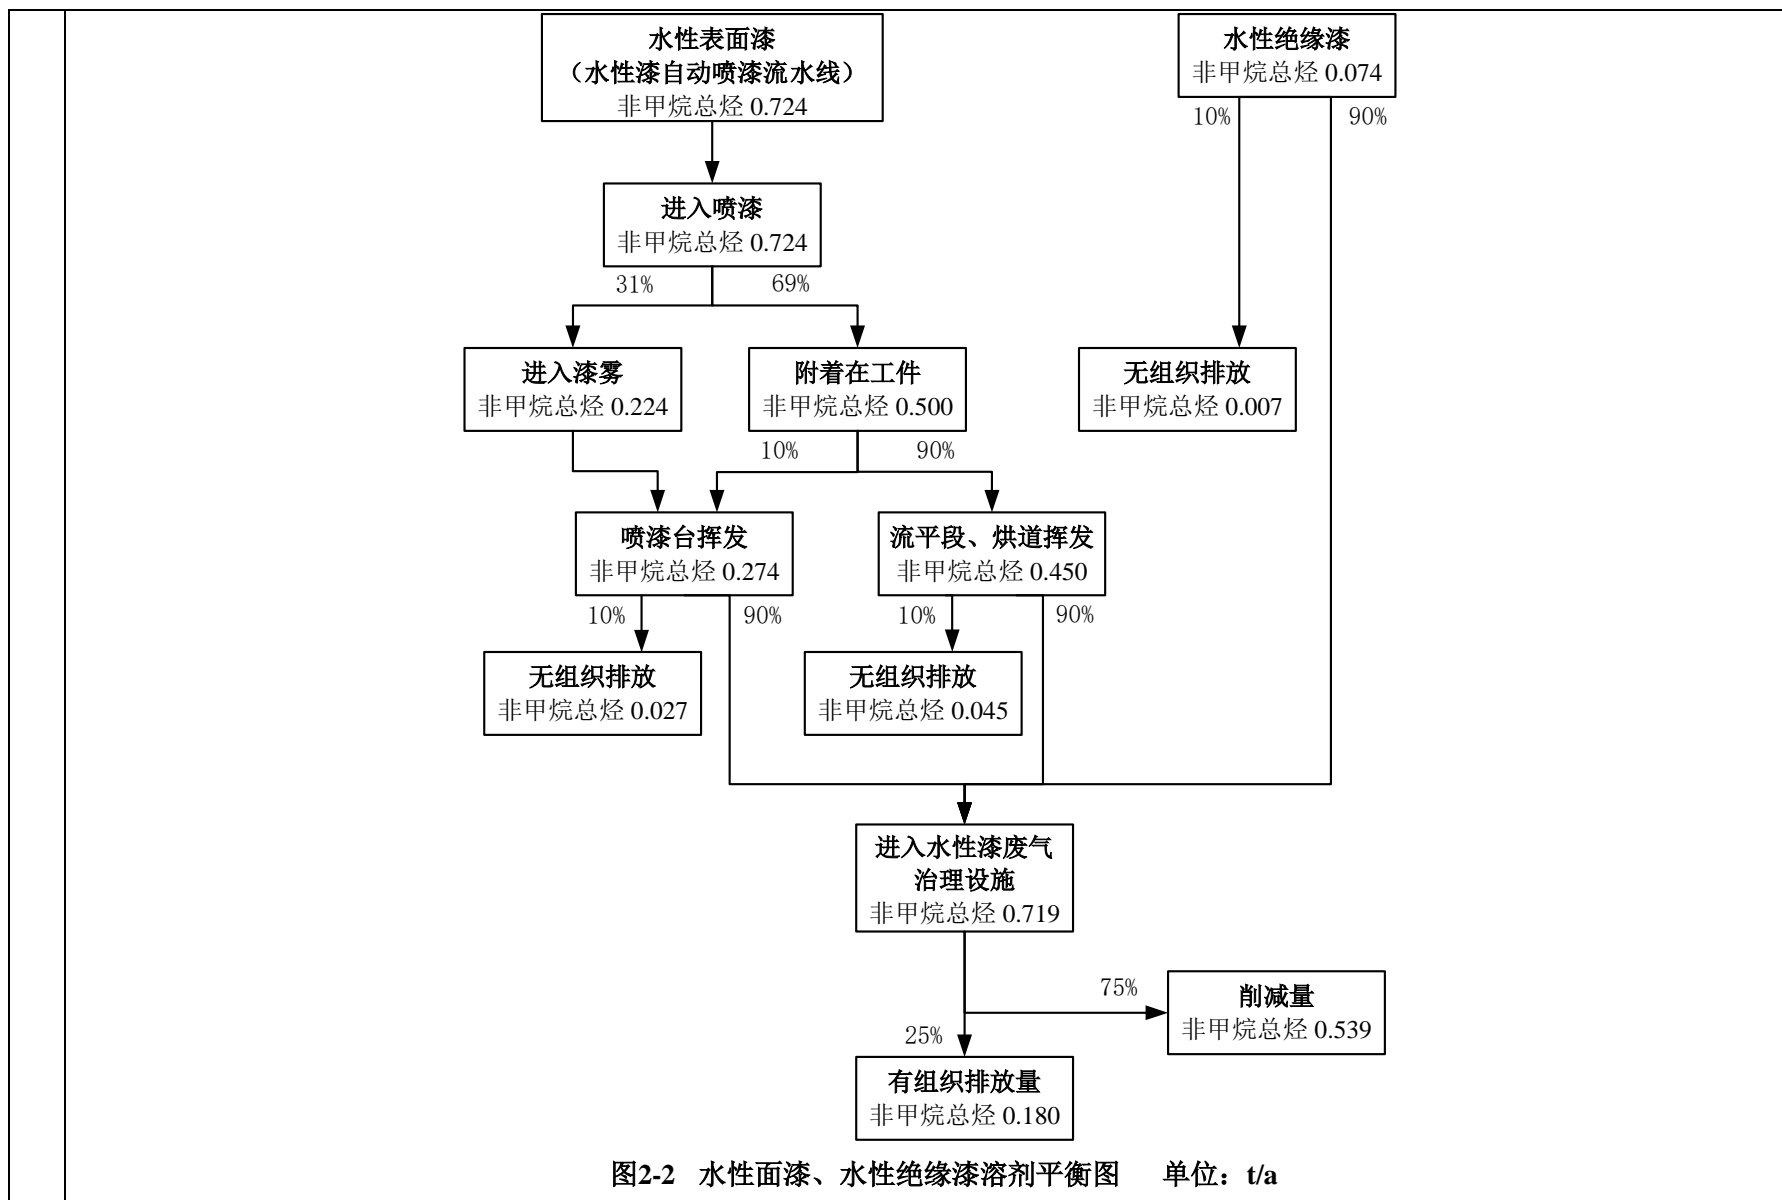 水性表面漆
（水性漆自动喷漆流水线）
非甲烷总烃 0.724
水性绝缘漆
非甲烷总烃 0.074
10%
90%
进入喷漆
非甲烷总烃 0.724
31%
69%
进入漆雾
非甲烷总烃 0.224
附着在工件
非甲烷总烃 0.500
无组织排放
非甲烷总烃 0.007
10%
90%
喷漆台挥发
非甲烷总烃 0.274
流平段、烘道挥发
非甲烷总烃 0.450
10%
90%
10%
90%
无组织排放
非甲烷总烃 0.027
无组织排放
非甲烷总烃 0.045
进入水性漆废气
治理设施
非甲烷总烃 0.719
75%
削减量
非甲烷总烃 0.539
25%
有组织排放量
非甲烷总烃 0.180
图2-2 水性面漆、水性绝缘漆溶剂平衡图 单位：t/a